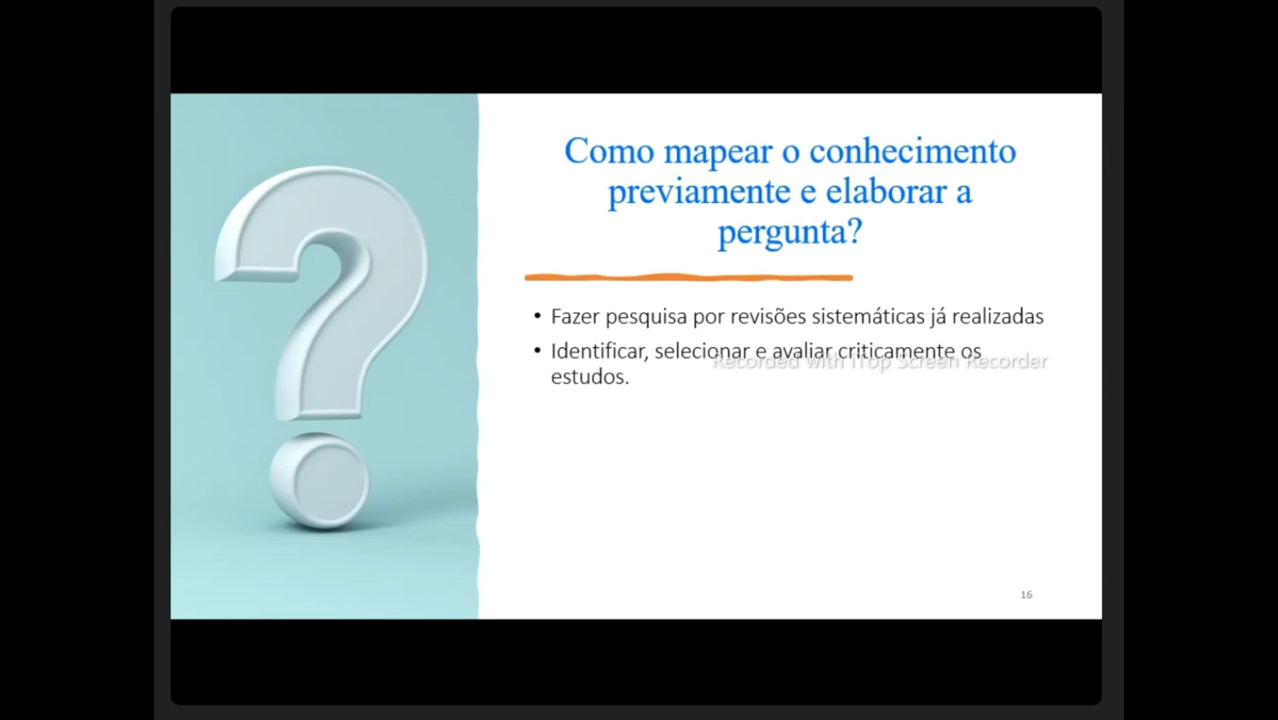 Como mapear o conhecimento
previamente e elaborar a
pergunta?
• Fazer pesquisa por revisões sistemáticas já realizadas
• Identificar, selecionar e avaliar criticamente os
estudos.
Recorded with iTop Screen Recorder
16